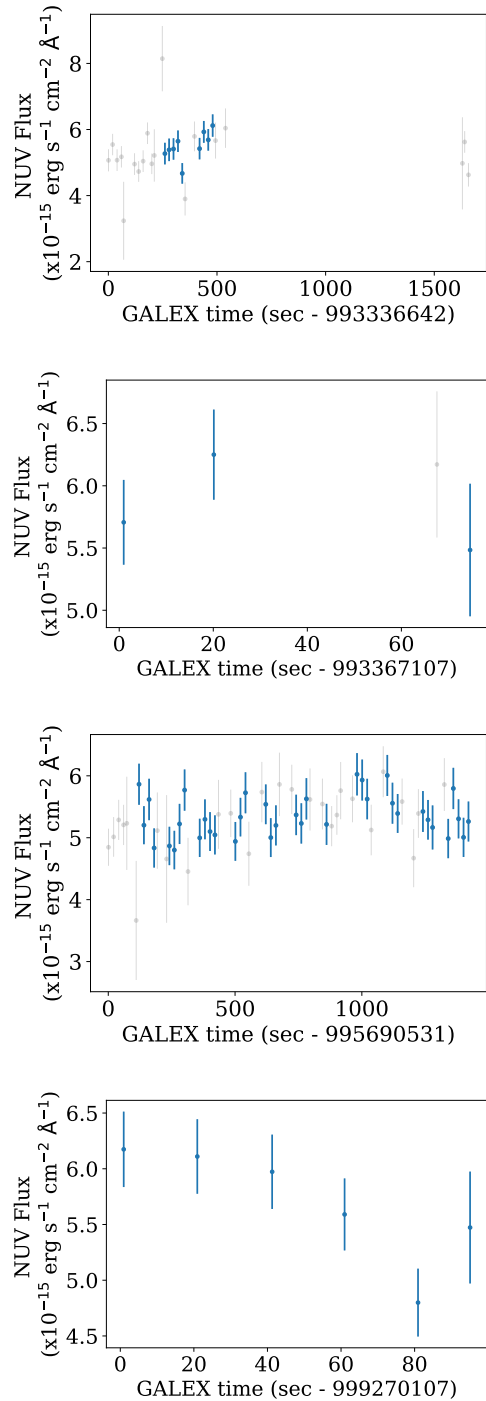 8
6
4
2
NUV Flux
(x10⁻¹⁵ erg s⁻¹ cm⁻² Å⁻¹)
0 500 1000 1500
GALEX time (sec - 993336642)
6.5
6.0
5.5
5.0
NUV Flux
(x10⁻¹⁵ erg s⁻¹ cm⁻² Å⁻¹)
0 20 40 60
GALEX time (sec - 993367107)
6
5
4
3
NUV Flux
(x10⁻¹⁵ erg s⁻¹ cm⁻² Å⁻¹)
0 500 1000
GALEX time (sec - 995690531)
6.5
6.0
5.5
5.0
4.5
NUV Flux
(x10⁻¹⁵ erg s⁻¹ cm⁻² Å⁻¹)
0 20 40 60 80
GALEX time (sec - 999270107)